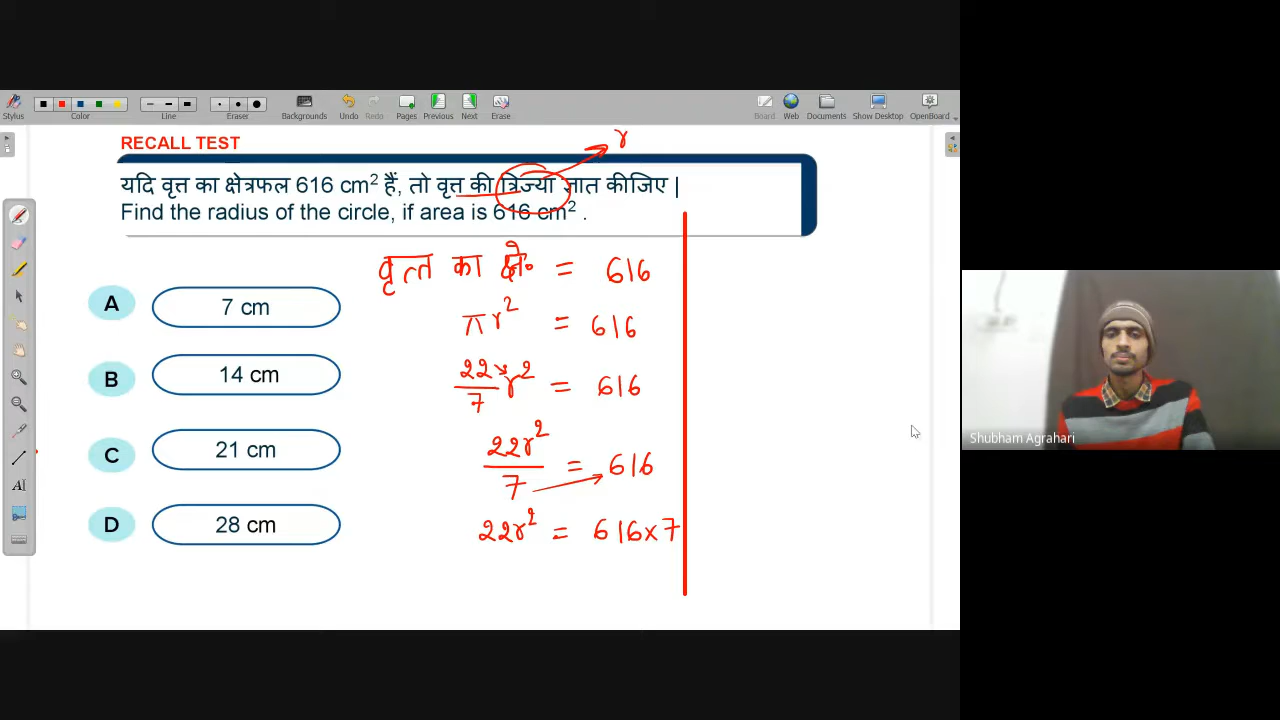 Stylus
Color
Line
Eraser
Backgrounds
Undo
Redo
Pages
Previous
Next
Erase
Board
Web
Documents
Show Desktop
OpenBoard
RECALL TEST
r
यदि वृत्त का क्षेत्रफल 616 cm² हैं, तो वृत्त की त्रिज्या ज्ञात कीजिए |
Find the radius of the circle, if area is 616 cm² .
वृत्त का क्षे० = 616
A 7 cm
πr² = 616
B 14 cm
22/7 × r² = 616
C 21 cm
22r²/7 = 616
D 28 cm
22r² = 616×7
AI
Shubham Agrahari